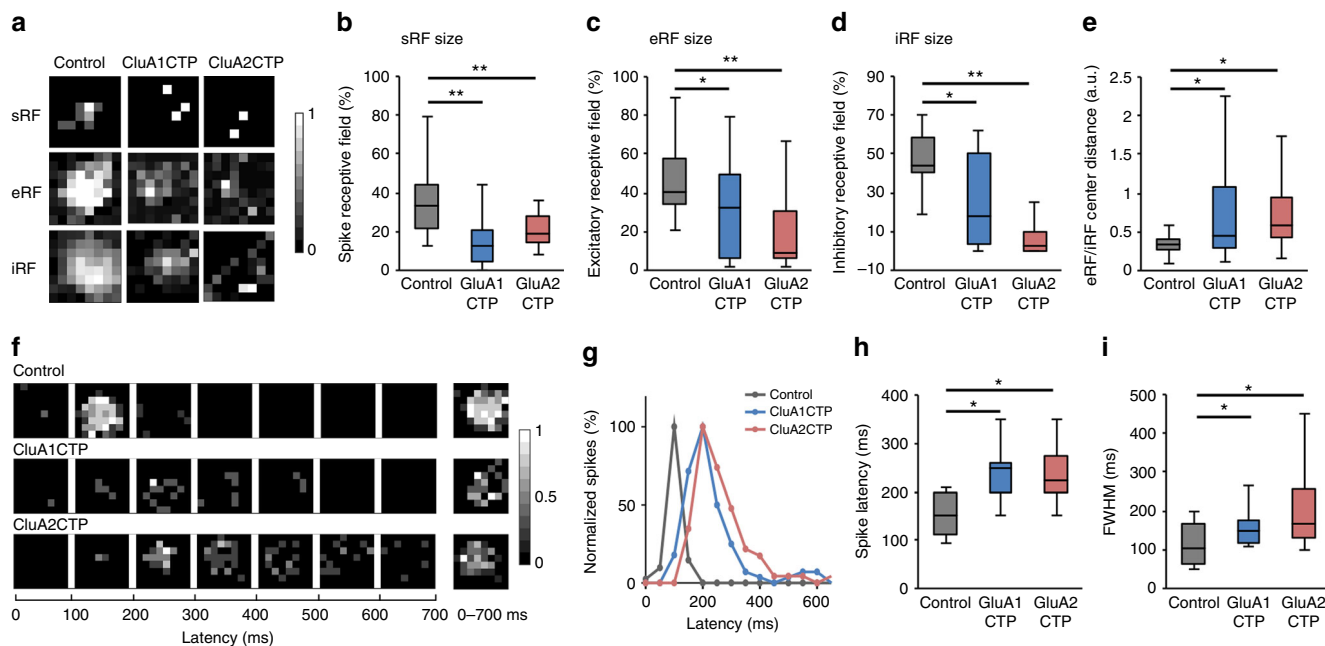 a
Control CluA1CTP CluA2CTP
sRF
eRF
iRF
1
0
b
sRF size
**
**
Spike receptive field (%)
100
80
60
40
20
0
Control GluA1 GluA2
CTP CTP
c
eRF size
**
*
Excitatory receptive field (%)
100
80
60
40
20
0
Control GluA1 GluA2
CTP CTP
d
iRF size
**
*
Inhibitory receptive field (%)
90
70
50
30
10
−10
Control GluA1 GluA2
CTP CTP
e
*
*
eRF/iRF center distance (a.u.)
2.5
2
1.5
1
0.5
0
Control GluA1 GluA2
CTP CTP
f
Control
CluA1CTP
CluA2CTP
1
0.5
0
0 100 200 300 400 500 600 700 0–700 ms
Latency (ms)
g
Control
CluA1CTP
CluA2CTP
Normalized spikes (%)
100
50
0
0 200 400 600
Latency (ms)
h
*
*
Spike latency (ms)
400
300
200
100
0
Control GluA1 GluA2
CTP CTP
i
*
*
FWHM (ms)
500
400
300
200
100
0
Control GluA1 GluA2
CTP CTP